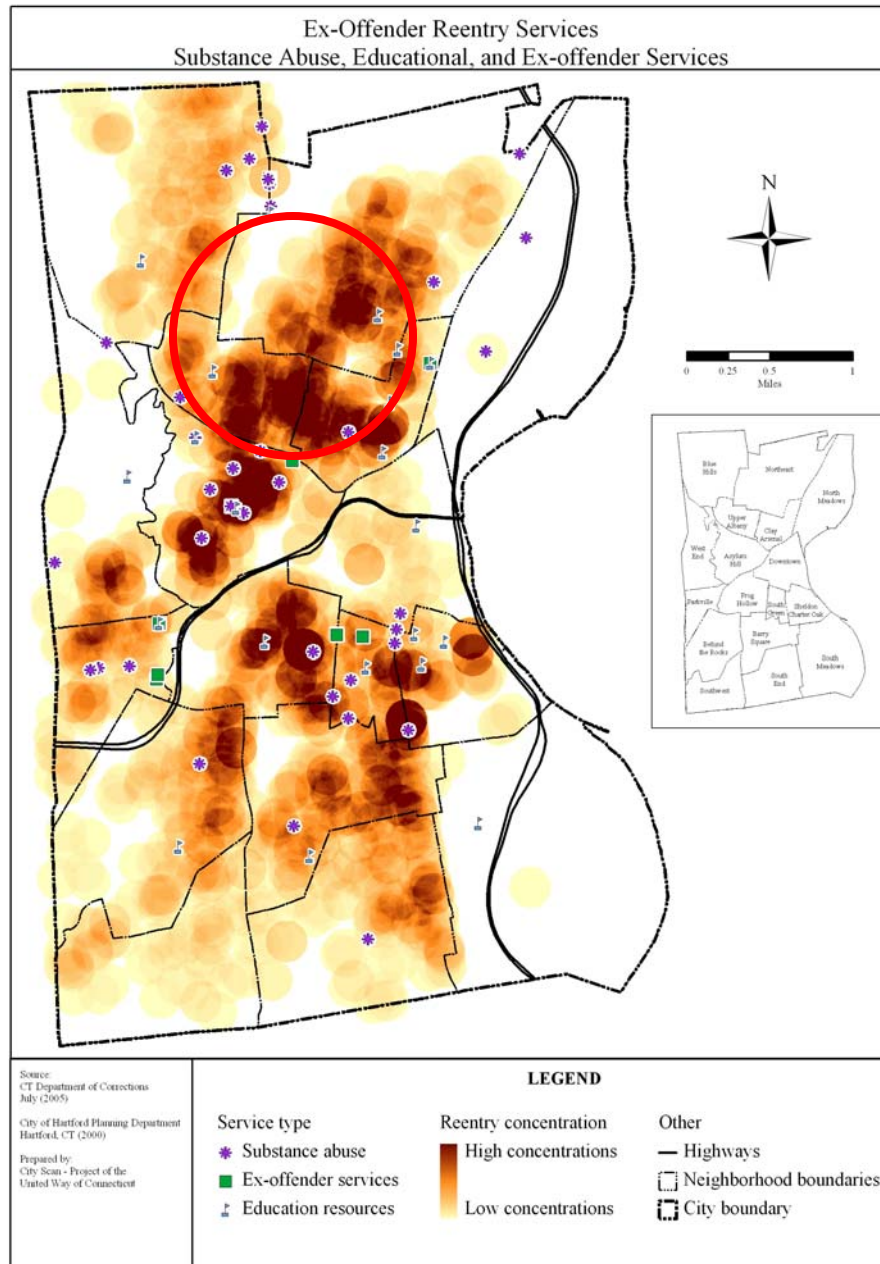 Ex-Offender Reentry Services
Substance Abuse, Educational, and Ex-offender Services
N
0
0.25
0.5
1
Miles
Blue
Hills
Northeast
North
Meadows
Upper
Albany
Clay
Arsenal
West
End
Asylum
Hill
Downtown
Parkville
Frog
Hollow
South
Green
Sheldon
Charter Oak
Behind
the Rocks
Barry
Square
South
Meadows
South
End
Southwest
Source:
CT Department of Corrections
July (2005)
City of Hartford Planning Department
Hartford, CT (2000)
Prepared by:
City Scan - Project of the
United Way of Connecticut
LEGEND
Service type
Substance abuse
Ex-offender services
Education resources
Reentry concentration
High concentrations
Low concentrations
Other
Highways
Neighborhood boundaries
City boundary